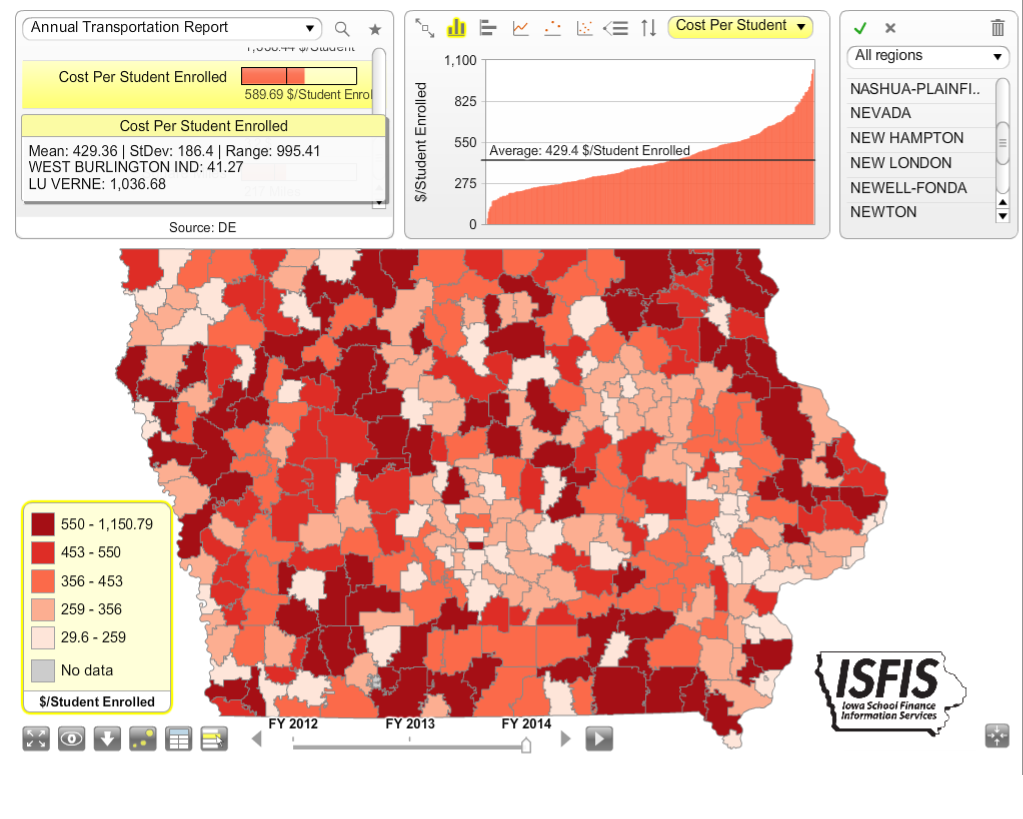 Annual Transportation Report
Cost Per Student Enrolled
589.69 $/Student Enrol
Cost Per Student Enrolled
Mean: 429.36 | StDev: 186.4 | Range: 995.41
WEST BURLINGTON IND: 41.27
LU VERNE: 1,036.68
Source: DE
Cost Per Student
$/Student Enrolled
1,100
825
550
275
0
Average: 429.4 $/Student Enrolled
All regions
NASHUA-PLAINFI..
NEVADA
NEW HAMPTON
NEW LONDON
NEWELL-FONDA
NEWTON
550 - 1,150.79
453 - 550
356 - 453
259 - 356
29.6 - 259
No data
$/Student Enrolled
FY 2012
FY 2013
FY 2014
ISFIS
Iowa School Finance
Information Services